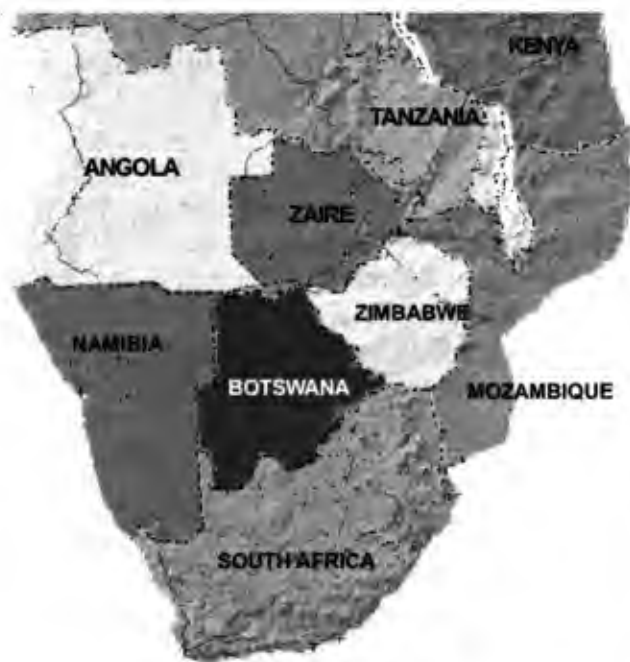 KENYA
TANZANIA
ANGOLA
ZAIRE
ZIMBABWE
NAMIBIA
BOTSWANA
MOZAMBIQUE
SOUTH AFRICA